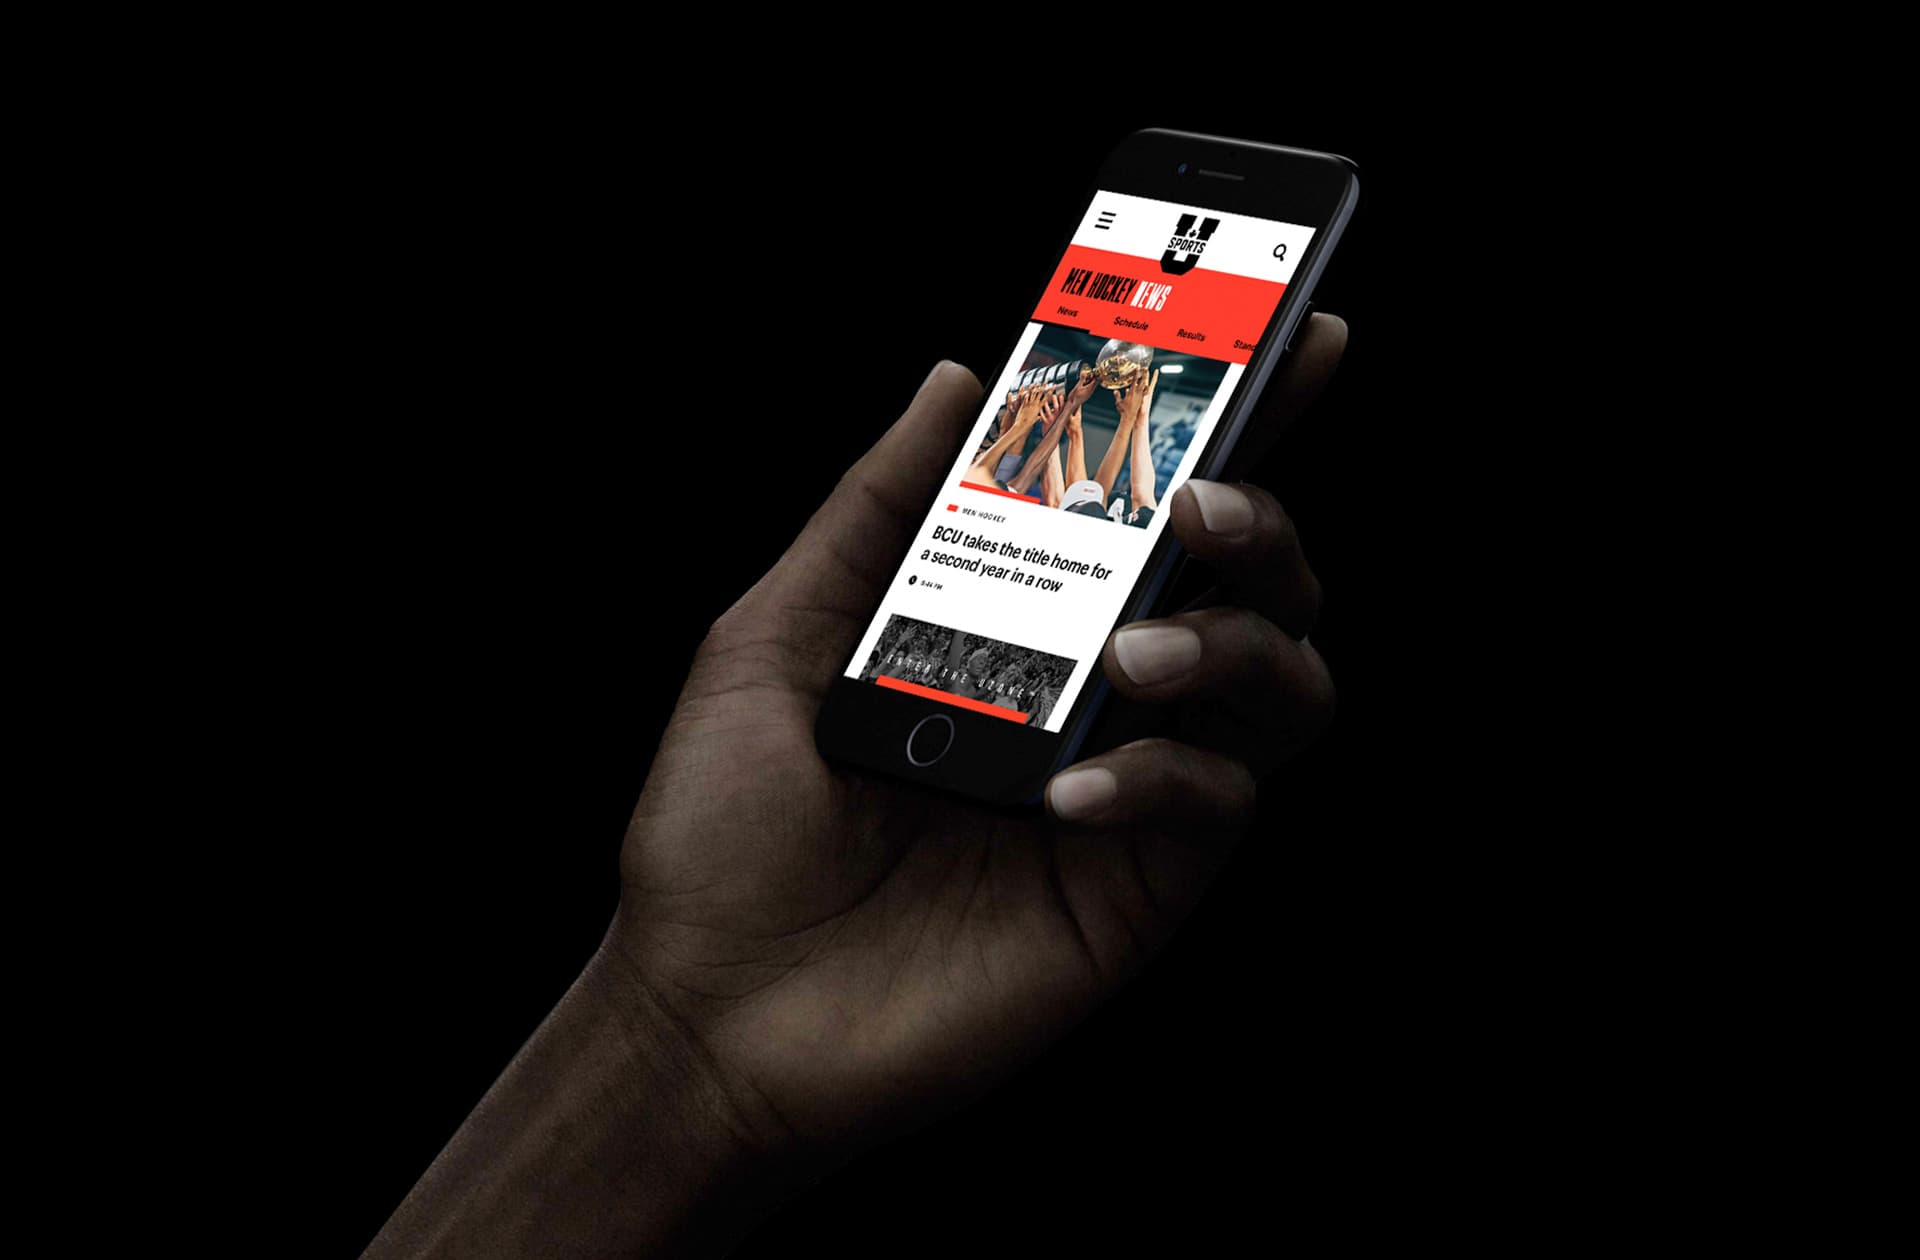 U
SPORTS
MEN HOCKEY NEWS
News Schedule Results Stand
MEN HOCKEY
BCU takes the title home for
a second year in a row
5:44 PM
ENTER THE UZONE™